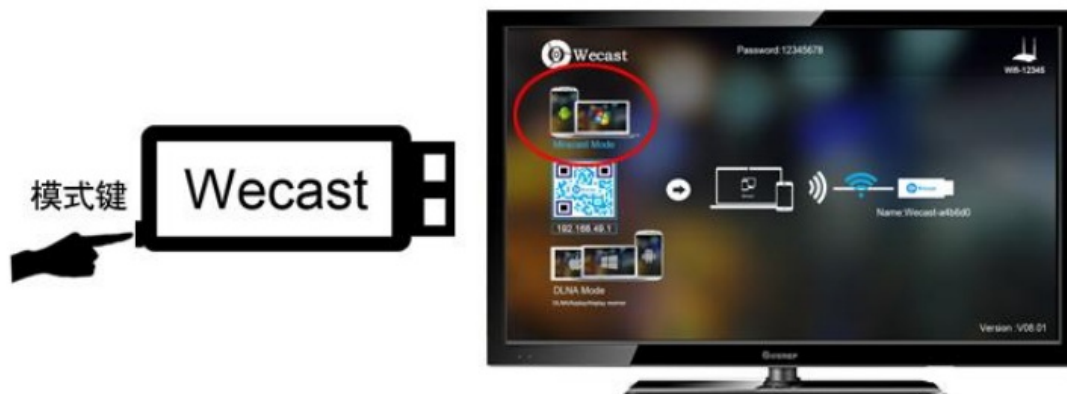 模式键
Wecast
Wecast
Password:12345678
Wifi-12345
Miracast Mode
192.168.49.1
Name:Wecast-a4b6d0
DLNA Mode
Version :V08.01